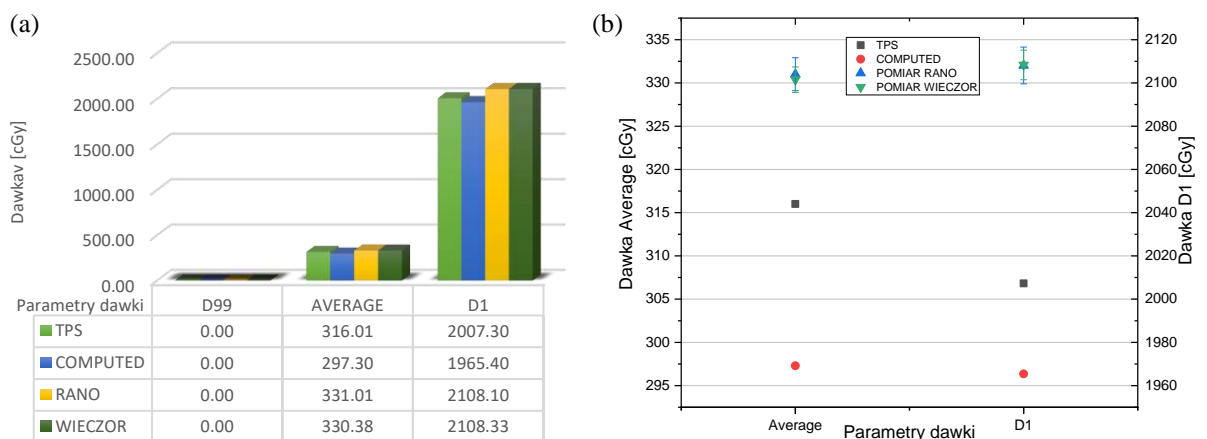 (a)
2500.00
2000.00
1500.00
1000.00
500.00
0.00
Dawkav [cGy]
Parametry dawki D99 AVERAGE D1
TPS 0.00 316.01 2007.30
COMPUTED 0.00 297.30 1965.40
RANO 0.00 331.01 2108.10
WIECZOR 0.00 330.38 2108.33
(b)
335
330
325
320
315
310
305
300
295
Dawka Average [cGy]
TPS
COMPUTED
POMIAR RANO
POMIAR WIECZOR
2120
2100
2080
2060
2040
2020
2000
1980
1960
Dawka D1 [cGy]
Average D1
Parametry dawki